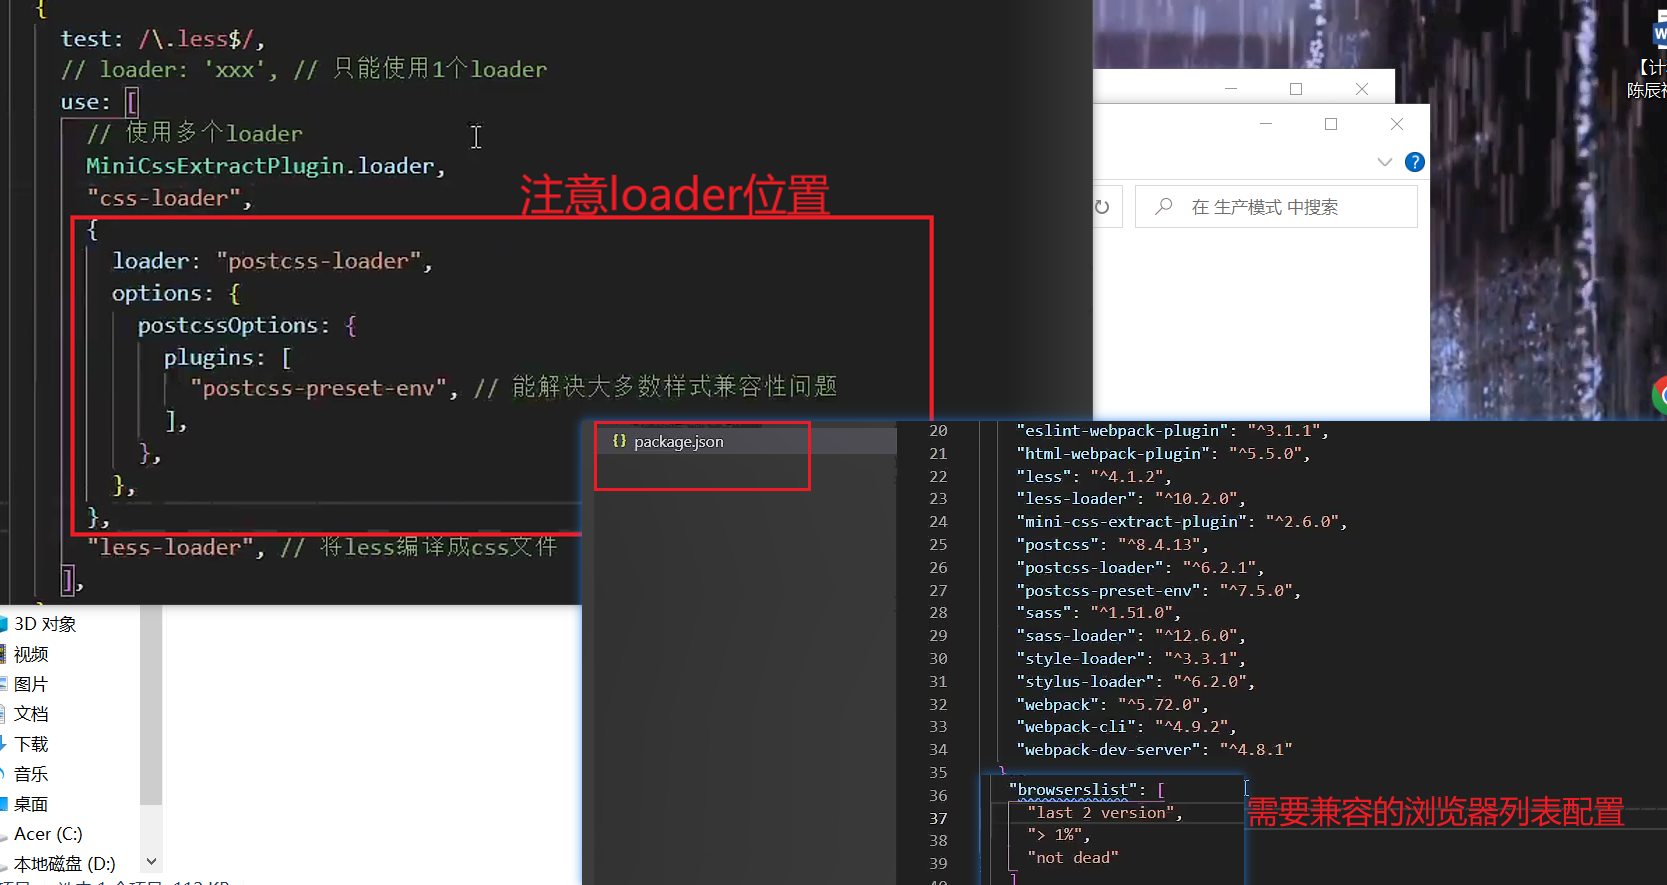 {
test: /\.less$/,
// loader: 'xxx', // 只能使用1个loader
use: [
// 使用多个loader
MiniCssExtractPlugin.loader,
"css-loader",
注意loader位置
{
loader: "postcss-loader",
options: {
postcssOptions: {
plugins: [
"postcss-preset-env", // 能解决大多数样式兼容性问题
],
},
},
},
"less-loader", // 将less编译成css文件
],
在 生产模式 中搜索
?
W
【计
陈辰补
{} package.json
20 "eslint-webpack-plugin": "^3.1.1",
21 "html-webpack-plugin": "^5.5.0",
22 "less": "^4.1.2",
23 "less-loader": "^10.2.0",
24 "mini-css-extract-plugin": "^2.6.0",
25 "postcss": "^8.4.13",
26 "postcss-loader": "^6.2.1",
27 "postcss-preset-env": "^7.5.0",
28 "sass": "^1.51.0",
29 "sass-loader": "^12.6.0",
30 "style-loader": "^3.3.1",
31 "stylus-loader": "^6.2.0",
32 "webpack": "^5.72.0",
33 "webpack-cli": "^4.9.2",
34 "webpack-dev-server": "^4.8.1"
35 }
36 "browserslist": [
37 "last 2 version",
38 "> 1%",
39 "not dead"
40 ]
需要兼容的浏览器列表配置
3D 对象
视频
图片
文档
下载
音乐
桌面
Acer (C:)
本地磁盘 (D:)